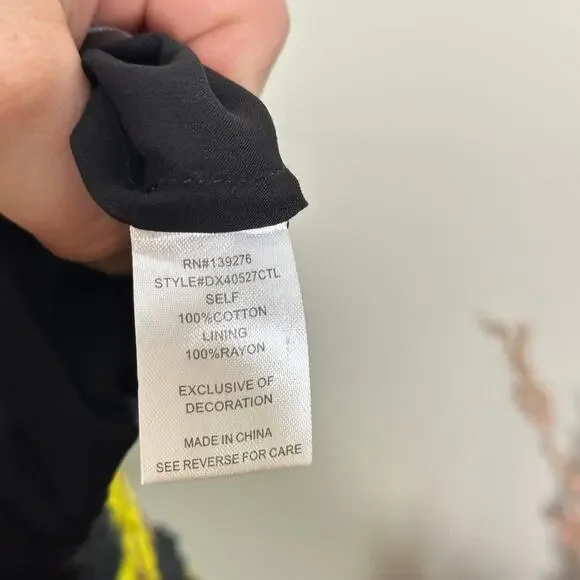 RN#139276
STYLE#DX40527CTL
SELF
100%COTTON
LINING
100%RAYON
EXCLUSIVE OF
DECORATION
MADE IN CHINA
SEE REVERSE FOR CARE